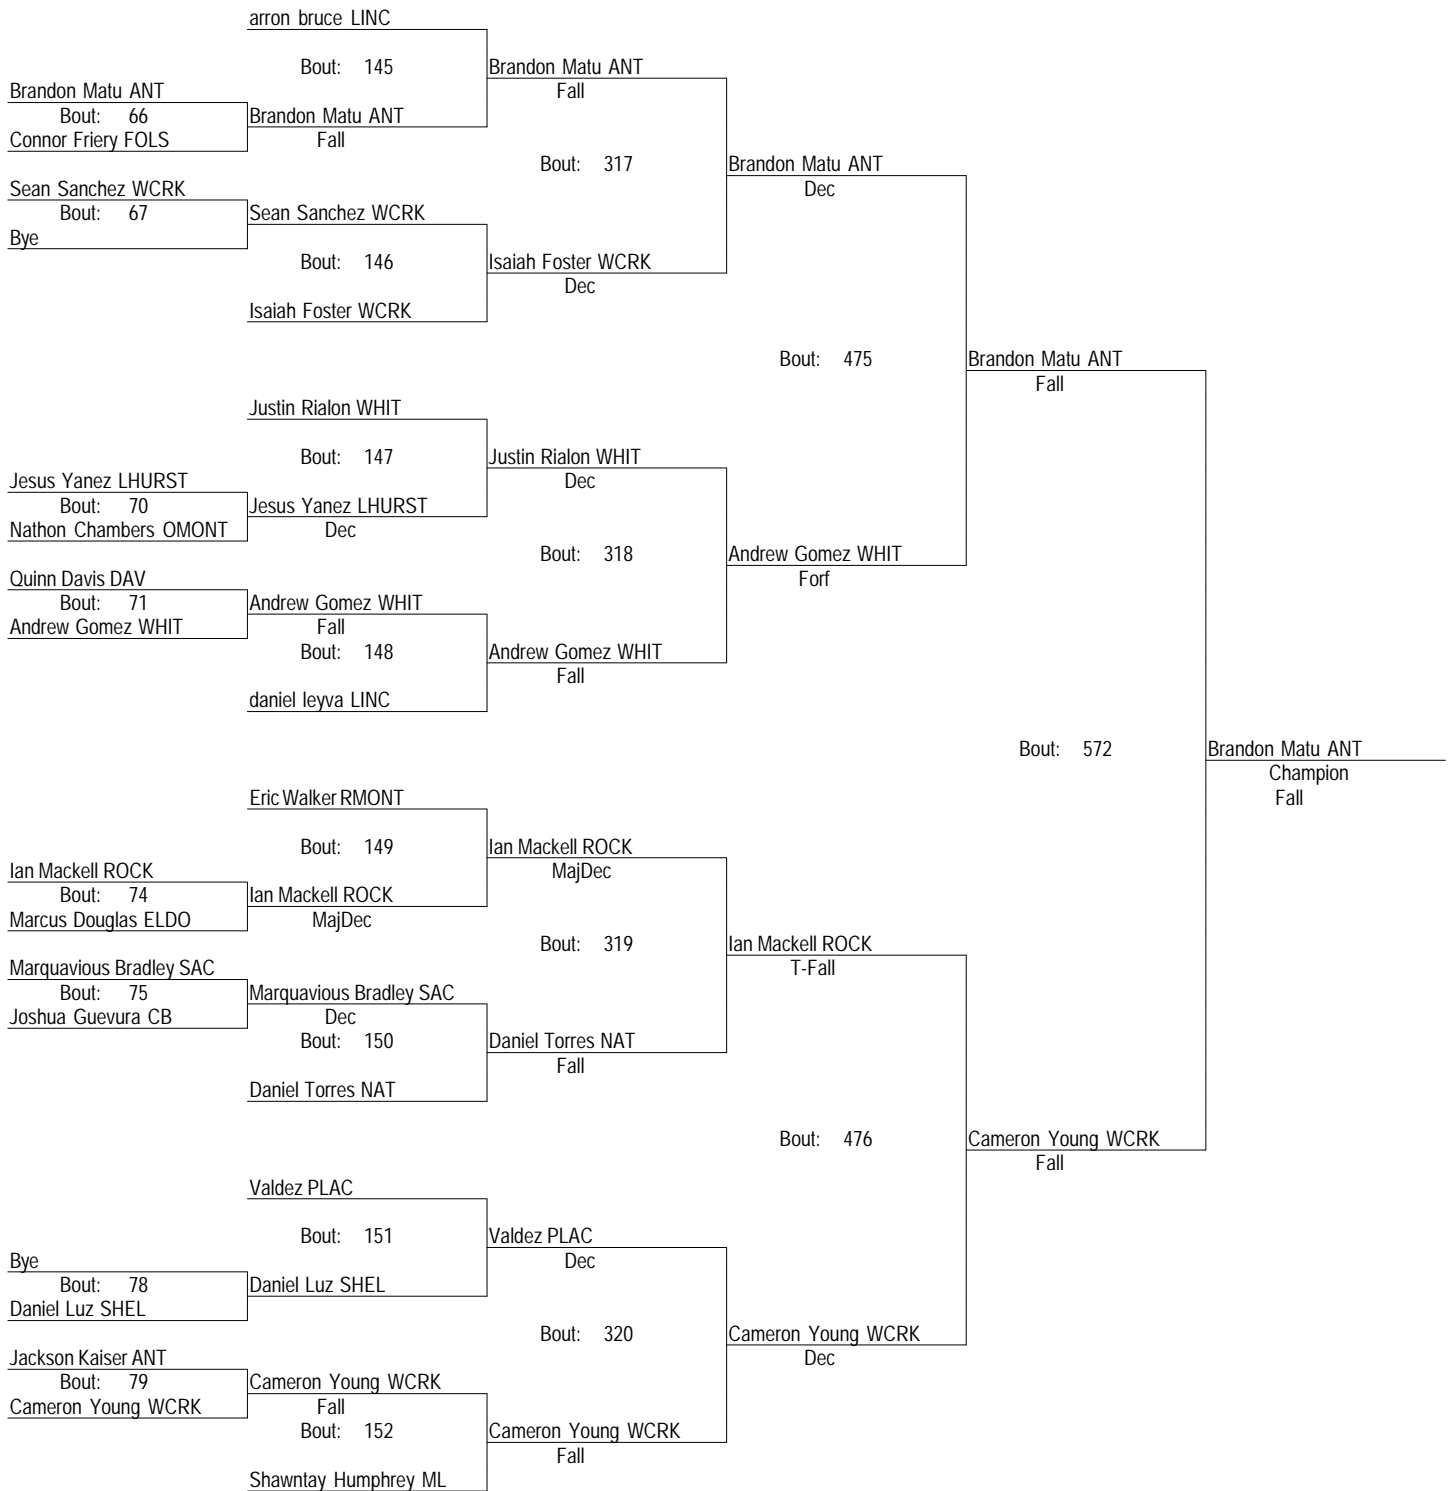 arron bruce LINC
Bout: 145
Brandon Matu ANT
Fall
Brandon Matu ANT
Bout: 66
Brandon Matu ANT
Connor Friery FOLS
Fall
Bout: 317
Brandon Matu ANT
Dec
Sean Sanchez WCRK
Bout: 67
Sean Sanchez WCRK
Bye
Bout: 146
Isaiah Foster WCRK
Dec
Isaiah Foster WCRK
Bout: 475
Brandon Matu ANT
Fall
Justin Rialon WHIT
Bout: 147
Justin Rialon WHIT
Dec
Jesus Yanez LHURST
Bout: 70
Jesus Yanez LHURST
Nathon Chambers OMONT
Dec
Bout: 318
Andrew Gomez WHIT
Forf
Quinn Davis DAV
Bout: 71
Andrew Gomez WHIT
Andrew Gomez WHIT
Fall
Bout: 148
Andrew Gomez WHIT
Fall
daniel leyva LINC
Bout: 572
Brandon Matu ANT
Champion
Fall
Eric Walker RMONT
Bout: 149
Ian Mackell ROCK
MajDec
Ian Mackell ROCK
Bout: 74
Ian Mackell ROCK
Marcus Douglas ELDO
MajDec
Bout: 319
Ian Mackell ROCK
T-Fall
Marquavious Bradley SAC
Bout: 75
Marquavious Bradley SAC
Joshua Guevura CB
Dec
Bout: 150
Daniel Torres NAT
Fall
Daniel Torres NAT
Bout: 476
Cameron Young WCRK
Fall
Valdez PLAC
Bout: 151
Valdez PLAC
Dec
Bye
Bout: 78
Daniel Luz SHEL
Daniel Luz SHEL
Bout: 320
Cameron Young WCRK
Dec
Jackson Kaiser ANT
Bout: 79
Cameron Young WCRK
Cameron Young WCRK
Fall
Bout: 152
Cameron Young WCRK
Fall
Shawntay Humphrey ML